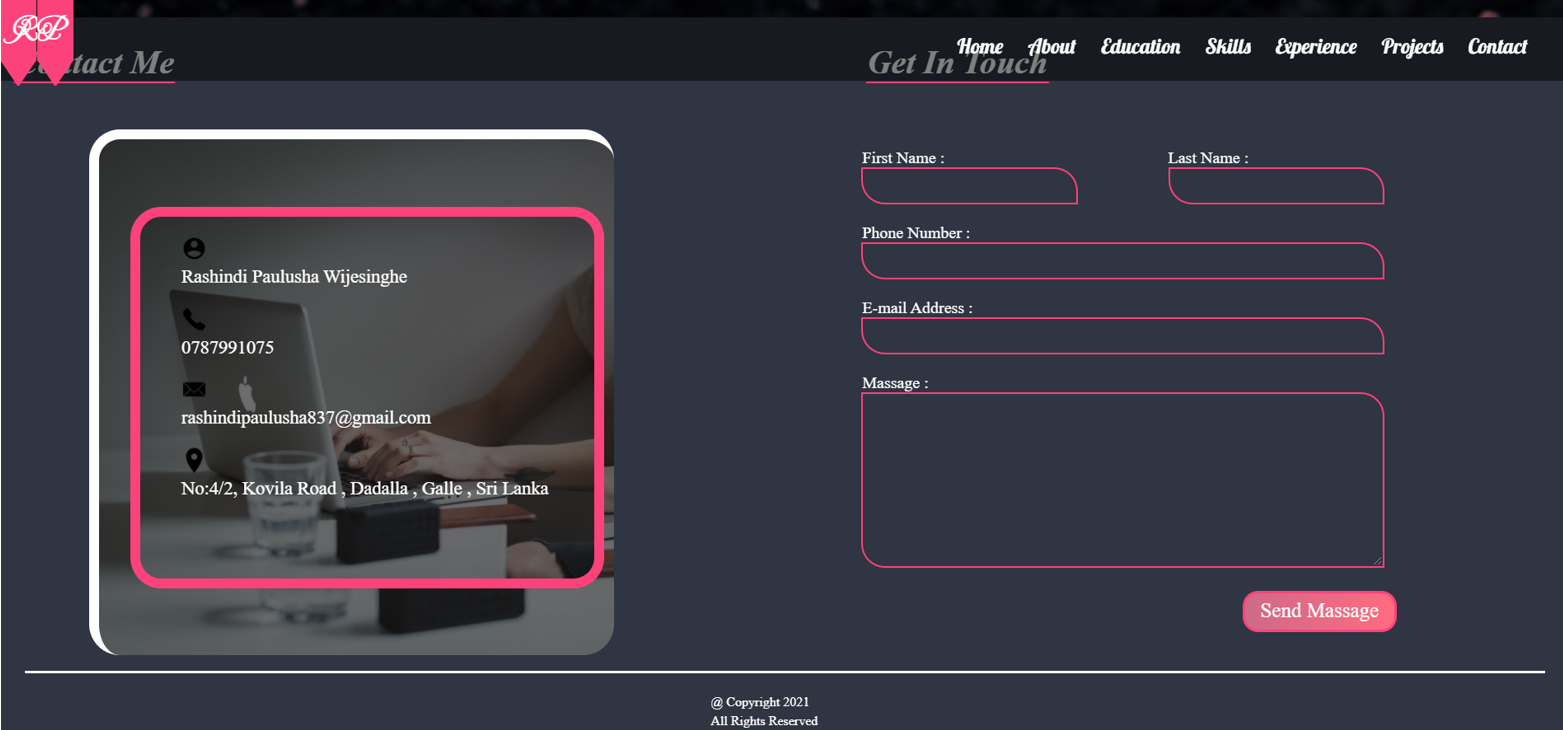 RP
Home About Education Skills Experience Projects Contact
Contact Me
Get In Touch
Rashindi Paulusha Wijesinghe
0787991075
rashindipaulusha837@gmail.com
No:4/2, Kovila Road , Dadalla , Galle , Sri Lanka
First Name :
Last Name :
Phone Number :
E-mail Address :
Massage :
Send Massage
@ Copyright 2021
All Rights Reserved